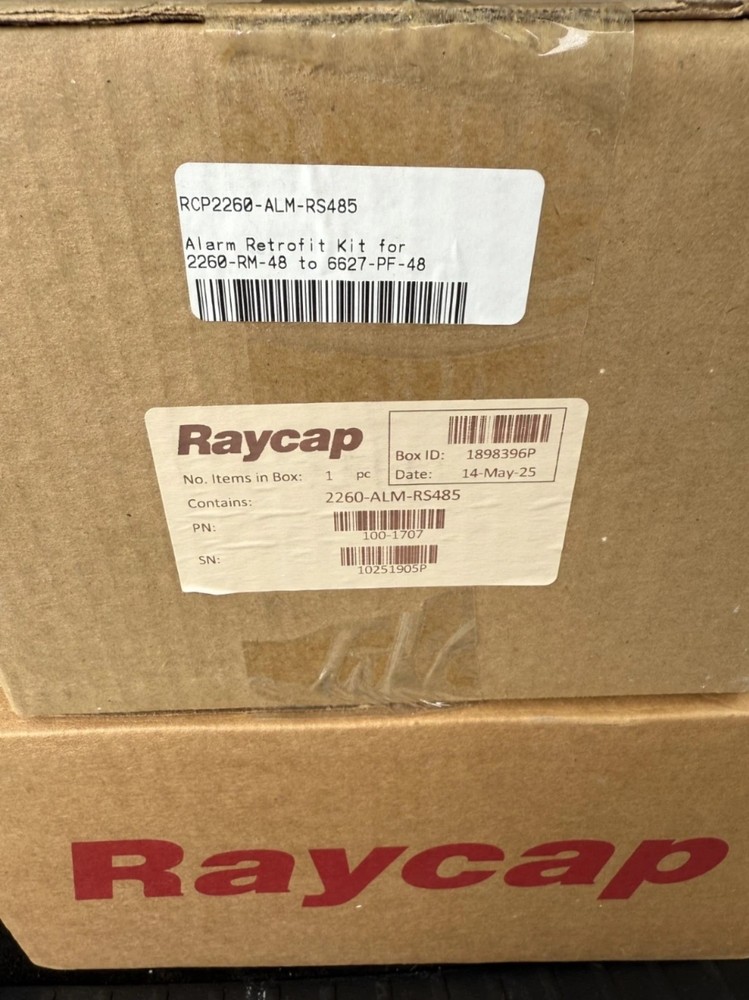 RCP2260-ALM-RS485
Alarm Retrofit Kit for
2260-RM-48 to 6627-PF-48
Raycap
Box ID: 1898396P
No. Items in Box: 1 pc
Date: 14-May-25
Contains: 2260-ALM-RS485
PN:
100-1707
SN:
10251905P
Raycap